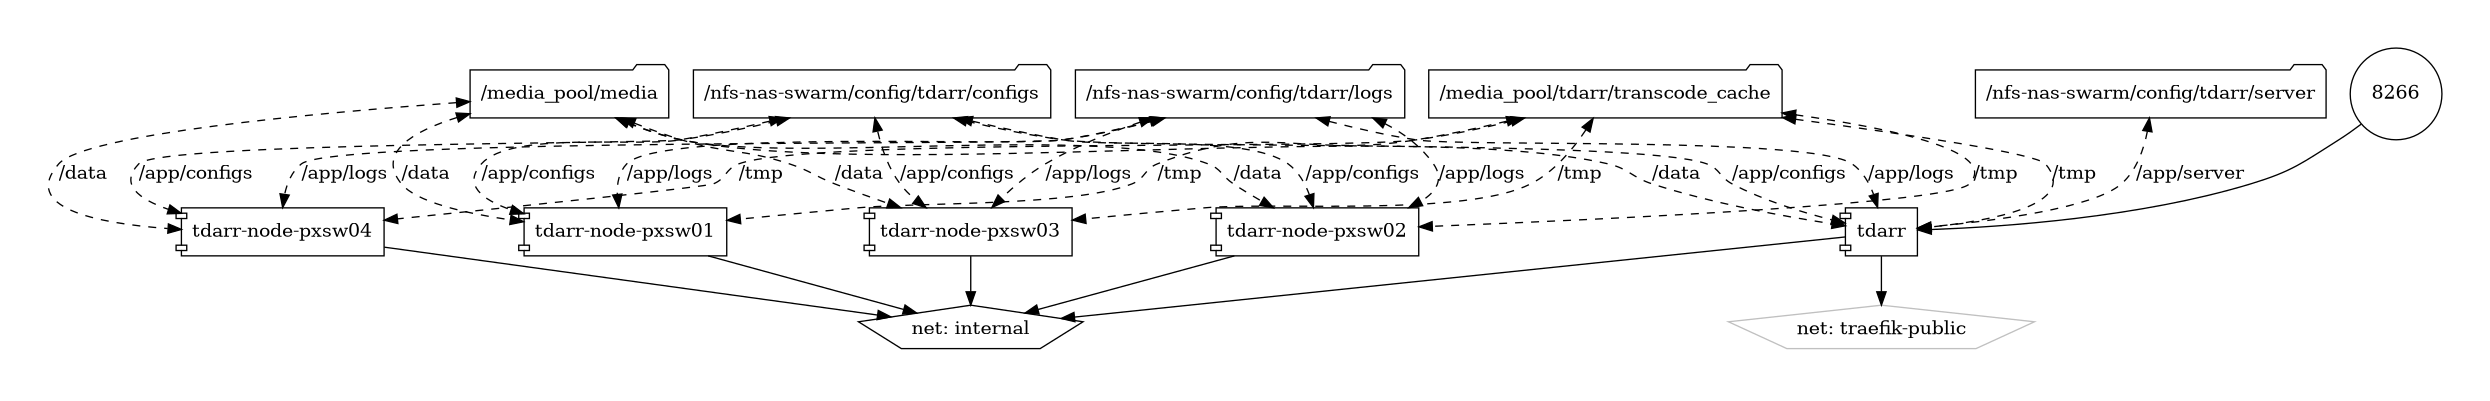 /media_pool/media
/nfs-nas-swarm/config/tdarr/configs
/nfs-nas-swarm/config/tdarr/logs
/media_pool/tdarr/transcode_cache
/nfs-nas-swarm/config/tdarr/server
8266
/data
/app/configs
/app/logs
/data
/app/configs
/app/logs
/tmp
/data
/app/configs
/app/logs
/tmp
/data
/app/configs
/app/logs
/tmp
/data
/app/configs
/app/logs
/tmp
/tmp
/app/server
tdarr-node-pxsw04
tdarr-node-pxsw01
tdarr-node-pxsw03
tdarr-node-pxsw02
tdarr
net: internal
net: traefik-public